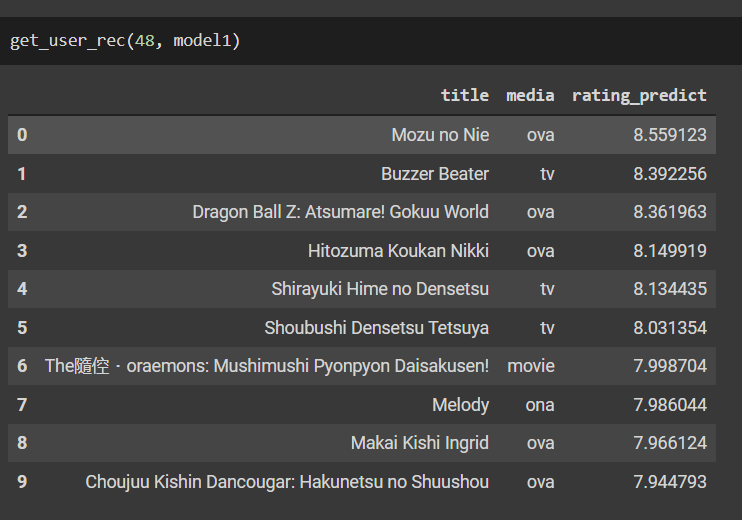 get_user_rec(48, model1)
title media rating_predict
0 Mozu no Nie ova 8.559123
1 Buzzer Beater tv 8.392256
2 Dragon Ball Z: Atsumare! Gokuu World ova 8.361963
3 Hitozuma Koukan Nikki ova 8.149919
4 Shirayuki Hime no Densetsu tv 8.134435
5 Shoubushi Densetsu Tetsuya tv 8.031354
6 The隨倥・oraemons: Mushimushi Pyonpyon Daisakusen! movie 7.998704
7 Melody ona 7.986044
8 Makai Kishi Ingrid ova 7.966124
9 Choujuu Kishin Dancougar: Hakunetsu no Shuushou ova 7.944793